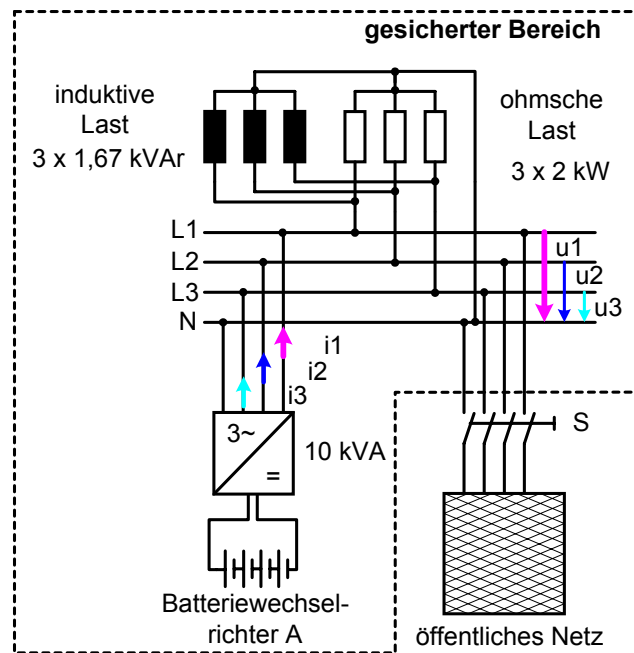 gesicherter Bereich
induktive
Last
3 x 1,67 kVAr
ohmsche
Last
3 x 2 kW
L1
L2
L3
N
u1
u2
u3
i1
i2
i3
3~
=
10 kVA
S
Batteriewechsel-
richter A
öffentliches Netz